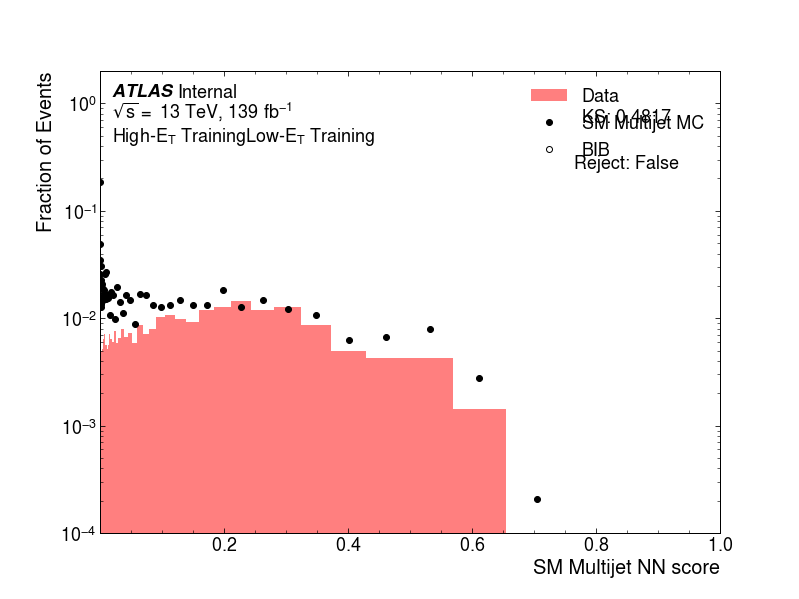 ATLAS Internal
√s = 13 TeV, 139 fb⁻¹
High-E_T TrainingLow-E_T Training
Data
KS: 0.4817
SM Multijet MC
BIB
Reject: False
Fraction of Events
10⁰
10⁻¹
10⁻²
10⁻³
10⁻⁴
0.2 0.4 0.6 0.8 1.0
SM Multijet NN score